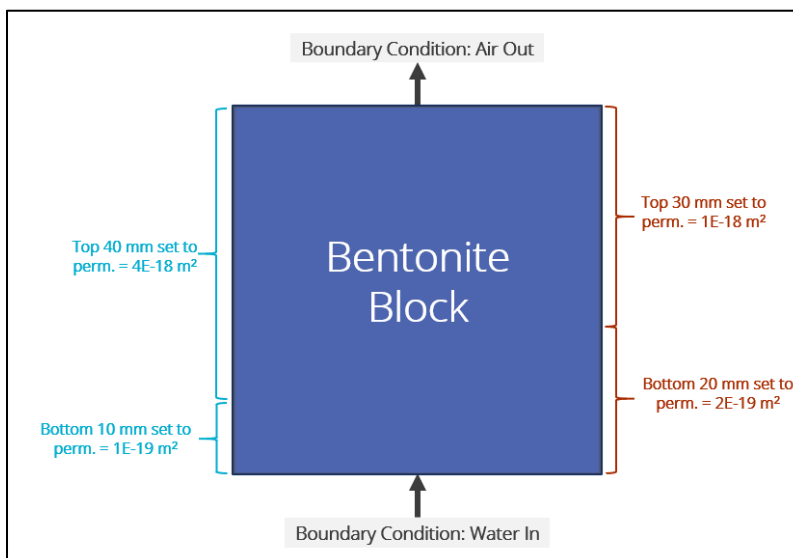 Boundary Condition: Air Out
Top 40 mm set to
perm. = 4E-18 m²
Bottom 10 mm set to
perm. = 1E-19 m²
Bentonite
Block
Top 30 mm set to
perm. = 1E-18 m²
Bottom 20 mm set to
perm. = 2E-19 m²
Boundary Condition: Water In